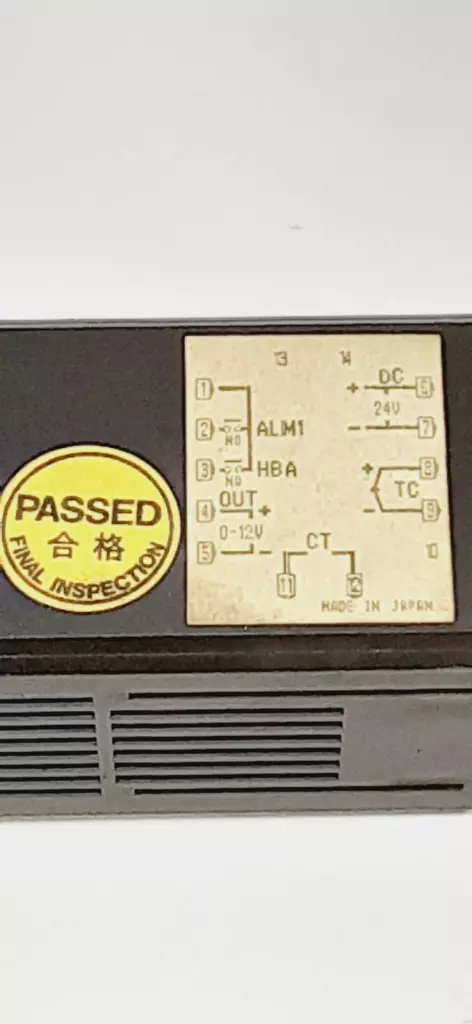 PASSED
合格
FINAL INSPECTION
13 14
1
2 NO ALM1
3 NO HBA
4 OUT +
0-12V
5 -
CT
11 12
+ DC 6
24V
- 7
+ 8
TC
- 9
10
MADE IN JAPAN